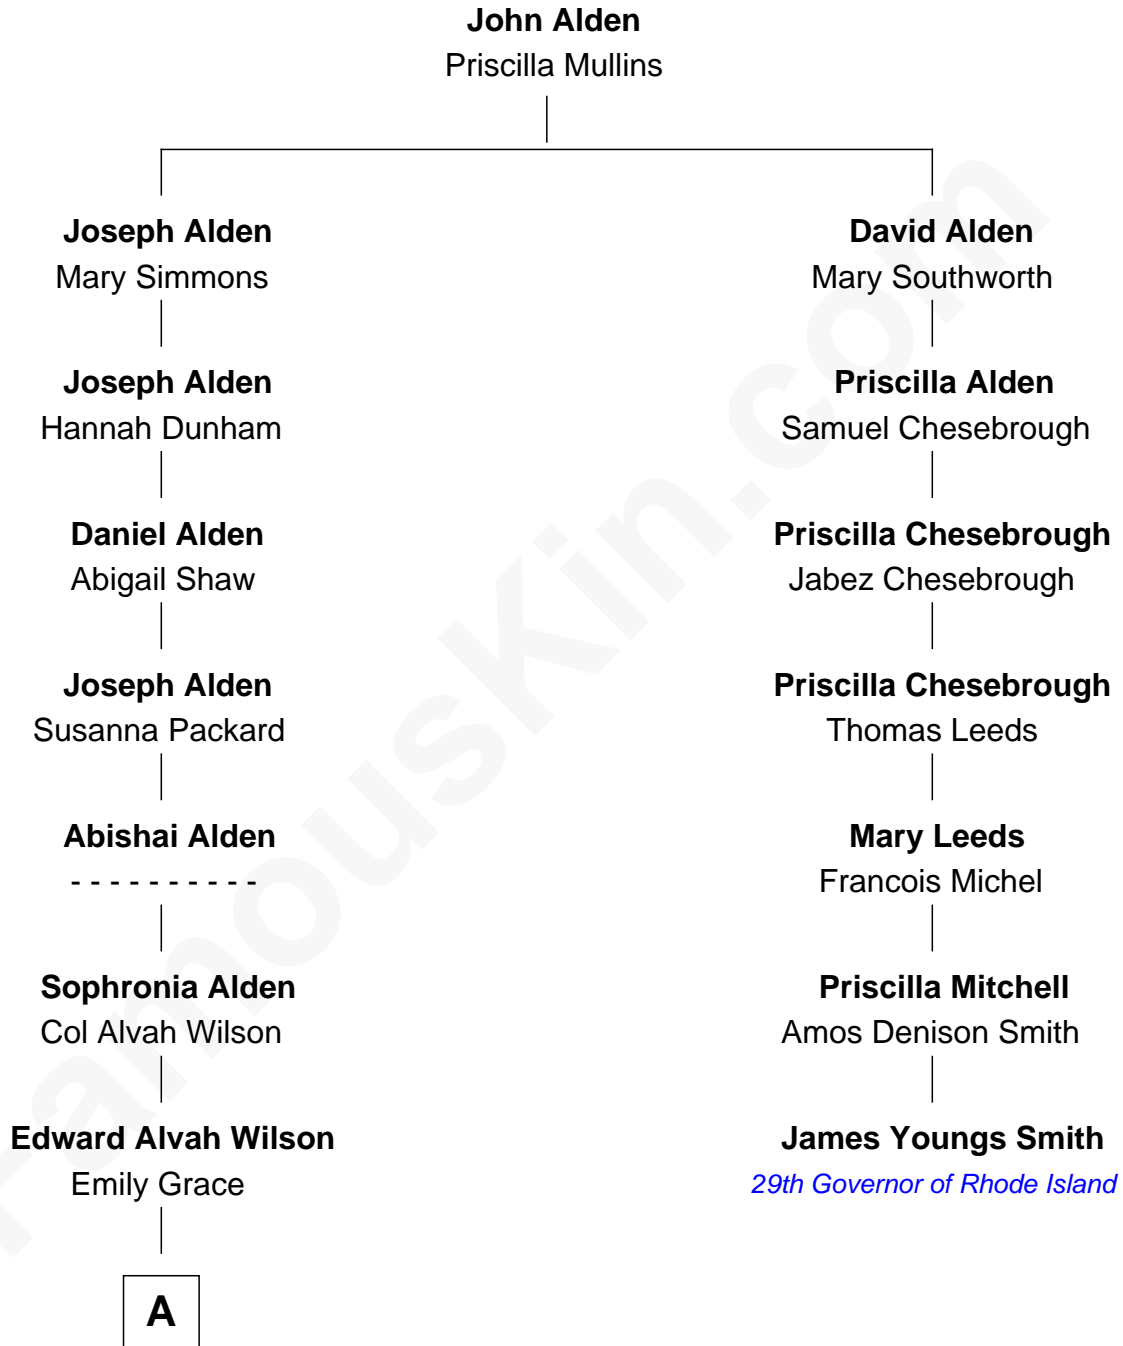 John Alden
Priscilla Mullins
Joseph Alden
Mary Simmons
David Alden
Mary Southworth
Joseph Alden
Hannah Dunham
Priscilla Alden
Samuel Chesebrough
Daniel Alden
Abigail Shaw
Priscilla Chesebrough
Jabez Chesebrough
Joseph Alden
Susanna Packard
Priscilla Chesebrough
Thomas Leeds
Abishai Alden
- - - - - - - - - -
Mary Leeds
Francois Michel
Sophronia Alden
Col Alvah Wilson
Priscilla Mitchell
Amos Denison Smith
Edward Alvah Wilson
Emily Grace
James Youngs Smith
29th Governor of Rhode Island
A
FamousKin.com